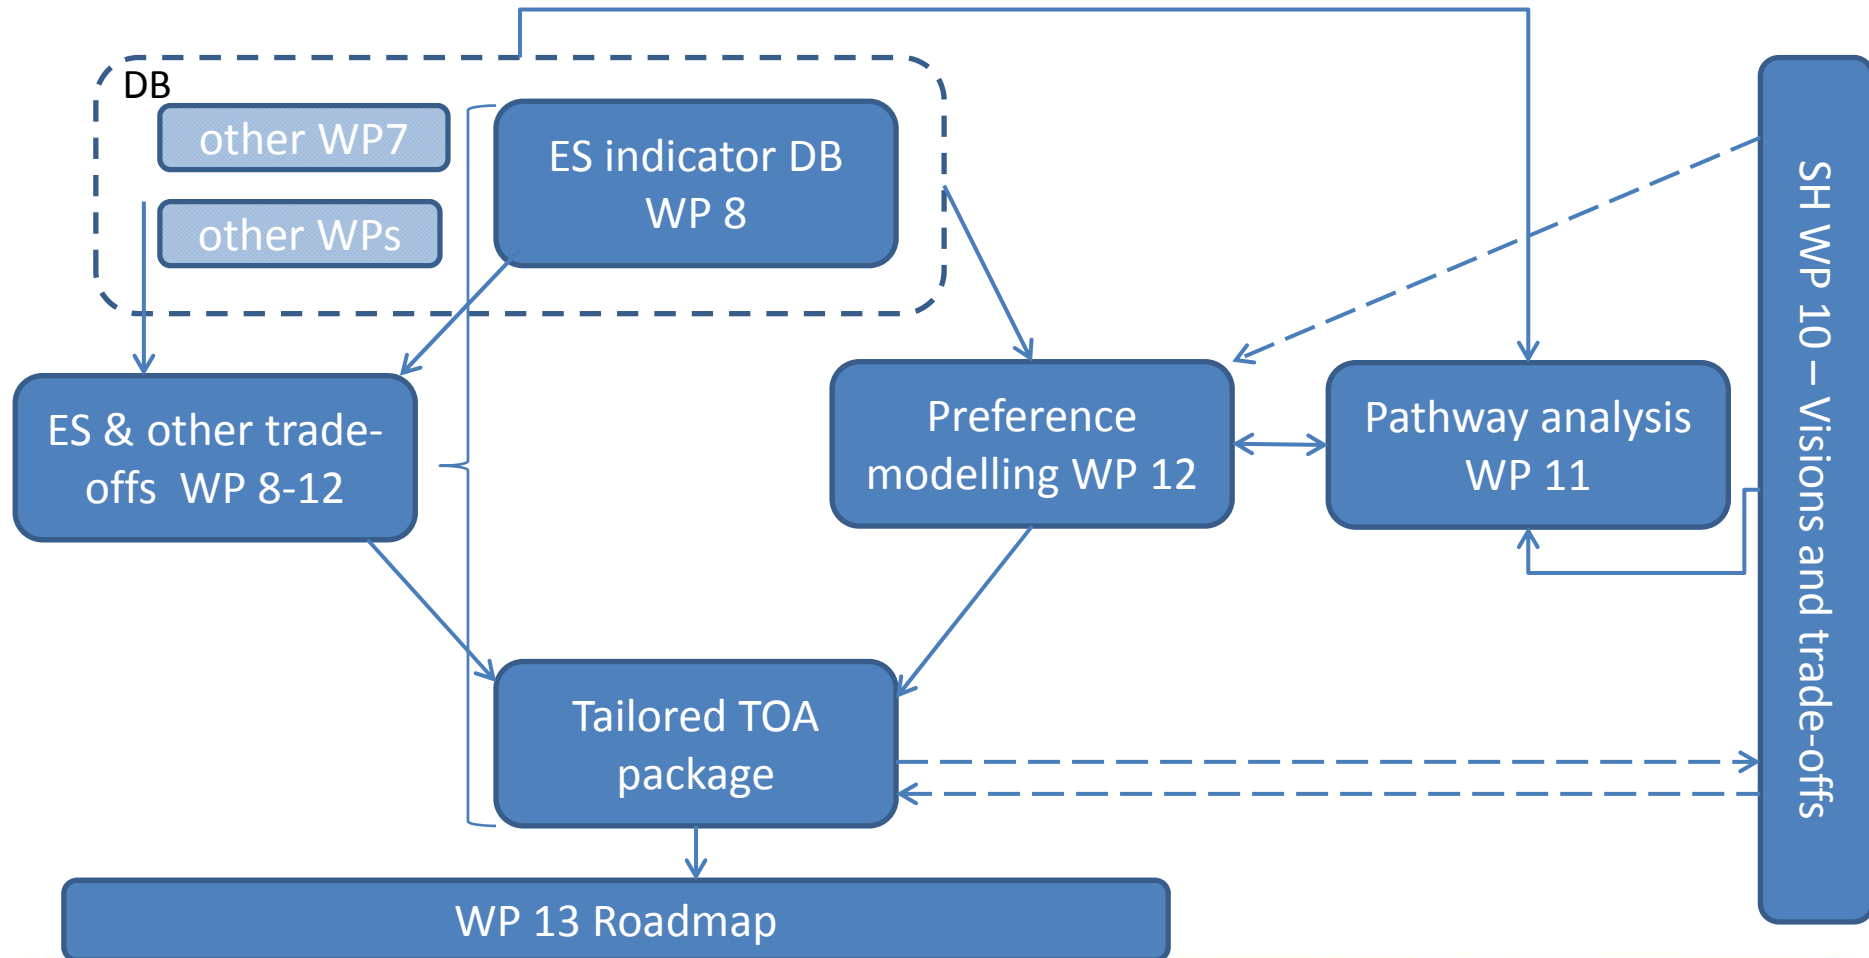 DB
other WP7
other WPs
ES indicator DB
WP 8
ES & other trade-
offs  WP 8-12
Preference
modelling WP 12
Pathway analysis
WP 11
SH WP 10 – Visions and trade-offs
Tailored TOA
package
WP 13 Roadmap